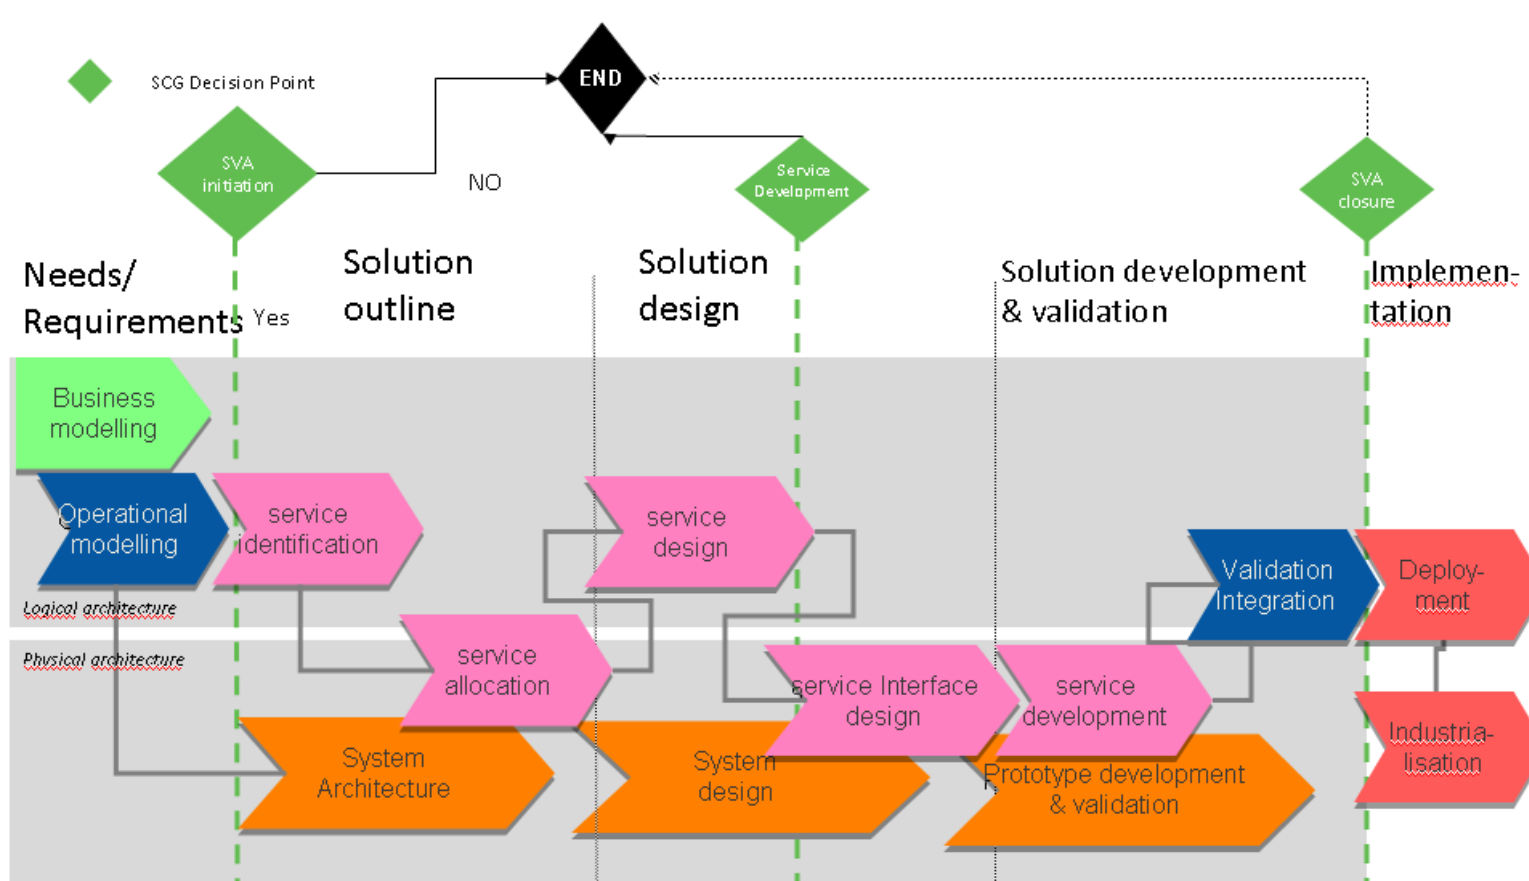 END
SCG Decision Point
SVA
initiation
NO
Service
Development
SVA
closure
Needs/
Requirements
Yes
Solution
outline
Solution
design
Solution development
& validation
Implemen-
tation
Business
modelling
Operational
modelling
service
identification
service
design
Validation
Integration
Deploy-
ment
Logical architecture
Physical architecture
service
allocation
service Interface
design
service
development
System
Architecture
System
design
Prototype development
& validation
Industria-
lisation